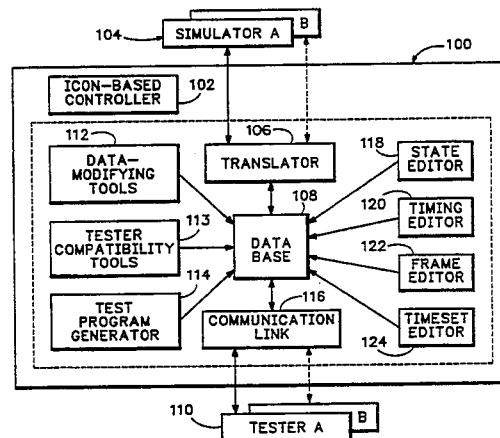 B
104
SIMULATOR A
100
ICON-BASED
CONTROLLER
102
112
106
118
DATA-
MODIFYING
TOOLS
TRANSLATOR
STATE
EDITOR
108
120
113
TESTER
COMPATIBILITY
TOOLS
DATA
BASE
TIMING
EDITOR
122
114
116
FRAME
EDITOR
TEST
PROGRAM
GENERATOR
COMMUNICATION
LINK
TIMESET
EDITOR
124
B
110
TESTER A